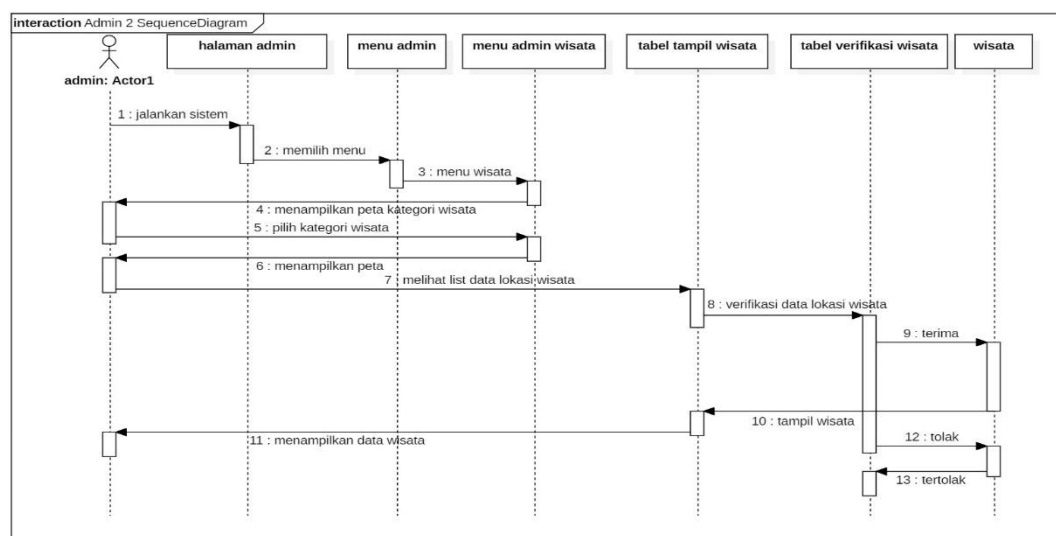 interaction Admin 2 SequenceDiagram
halaman admin
menu admin
menu admin wisata
tabel tampil wisata
tabel verifikasi wisata
wisata
admin: Actor1
1 : jalankan sistem
2 : memilih menu
3 : menu wisata
4 : menampilkan peta kategori wisata
5 : pilih kategori wisata
6 : menampilkan peta
7 : melihat list data lokasi wisata
8 : verifikasi data lokasi wisata
9 : terima
10 : tampil wisata
11 : menampilkan data wisata
12 : tolak
13 : tertolak